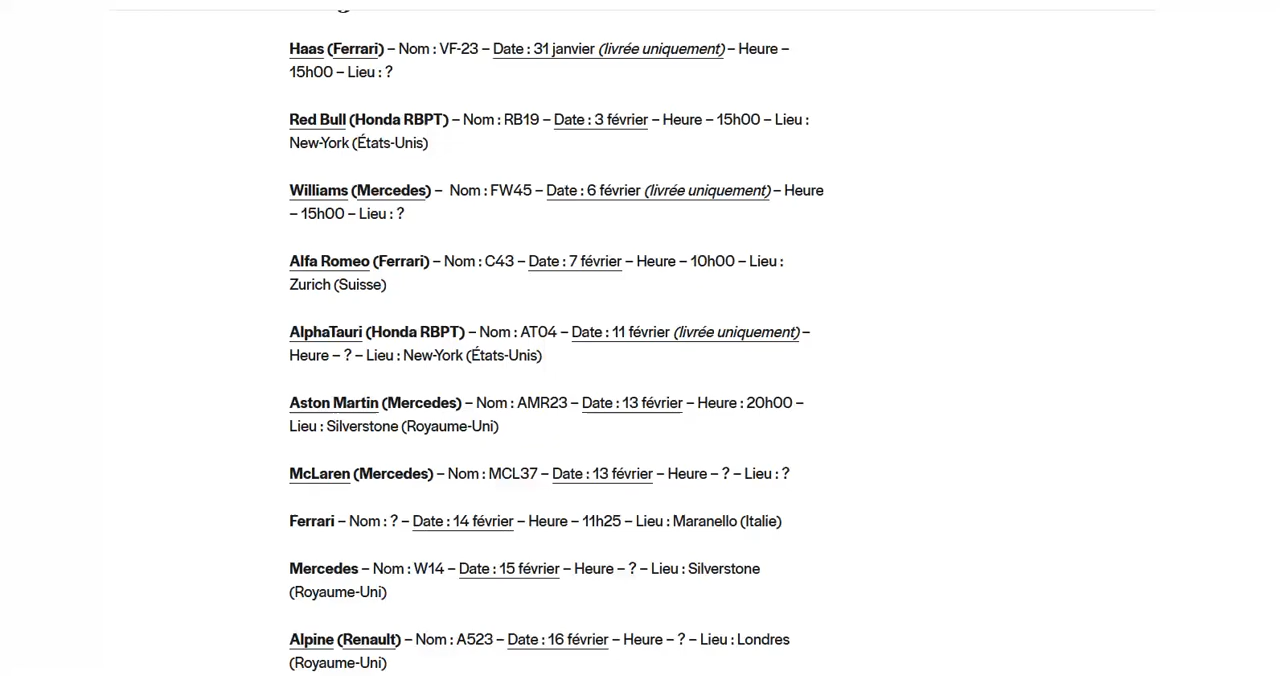 Haas (Ferrari) – Nom : VF-23 – Date : 31 janvier (livrée uniquement) – Heure –
15h00 – Lieu : ?
Red Bull (Honda RBPT) – Nom : RB19 – Date : 3 février – Heure – 15h00 – Lieu :
New-York (États-Unis)
Williams (Mercedes) – Nom : FW45 – Date : 6 février (livrée uniquement) – Heure
– 15h00 – Lieu : ?
Alfa Romeo (Ferrari) – Nom : C43 – Date : 7 février – Heure – 10h00 – Lieu :
Zurich (Suisse)
AlphaTauri (Honda RBPT) – Nom : AT04 – Date : 11 février (livrée uniquement) –
Heure – ? – Lieu : New-York (États-Unis)
Aston Martin (Mercedes) – Nom : AMR23 – Date : 13 février – Heure : 20h00 –
Lieu : Silverstone (Royaume-Uni)
McLaren (Mercedes) – Nom : MCL37 – Date : 13 février – Heure – ? – Lieu : ?
Ferrari – Nom : ? – Date : 14 février – Heure – 11h25 – Lieu : Maranello (Italie)
Mercedes – Nom : W14 – Date : 15 février – Heure – ? – Lieu : Silverstone
(Royaume-Uni)
Alpine (Renault) – Nom : A523 – Date : 16 février – Heure – ? – Lieu : Londres
(Royaume-Uni)